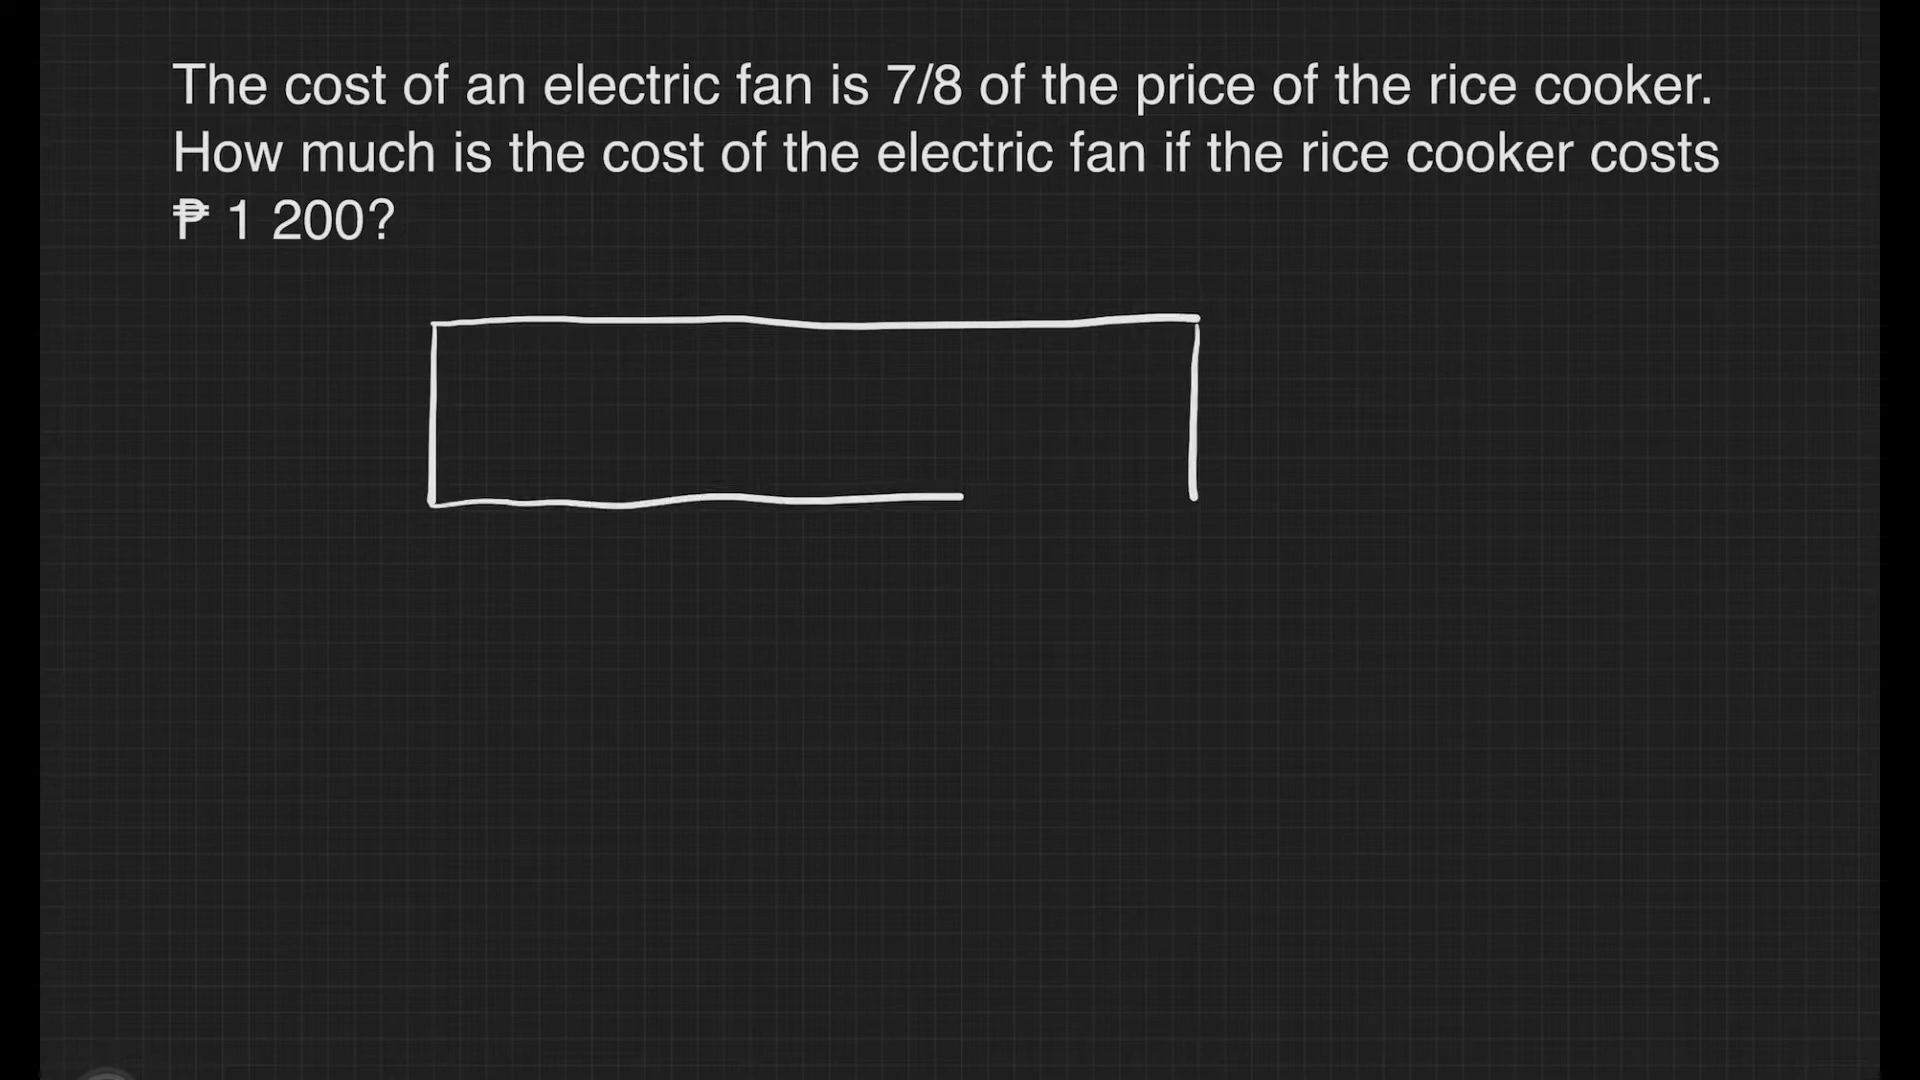 The cost of an electric fan is 7/8 of the price of the rice cooker.
How much is the cost of the electric fan if the rice cooker costs
₱ 1 200?